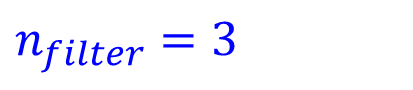 n_filter = 3